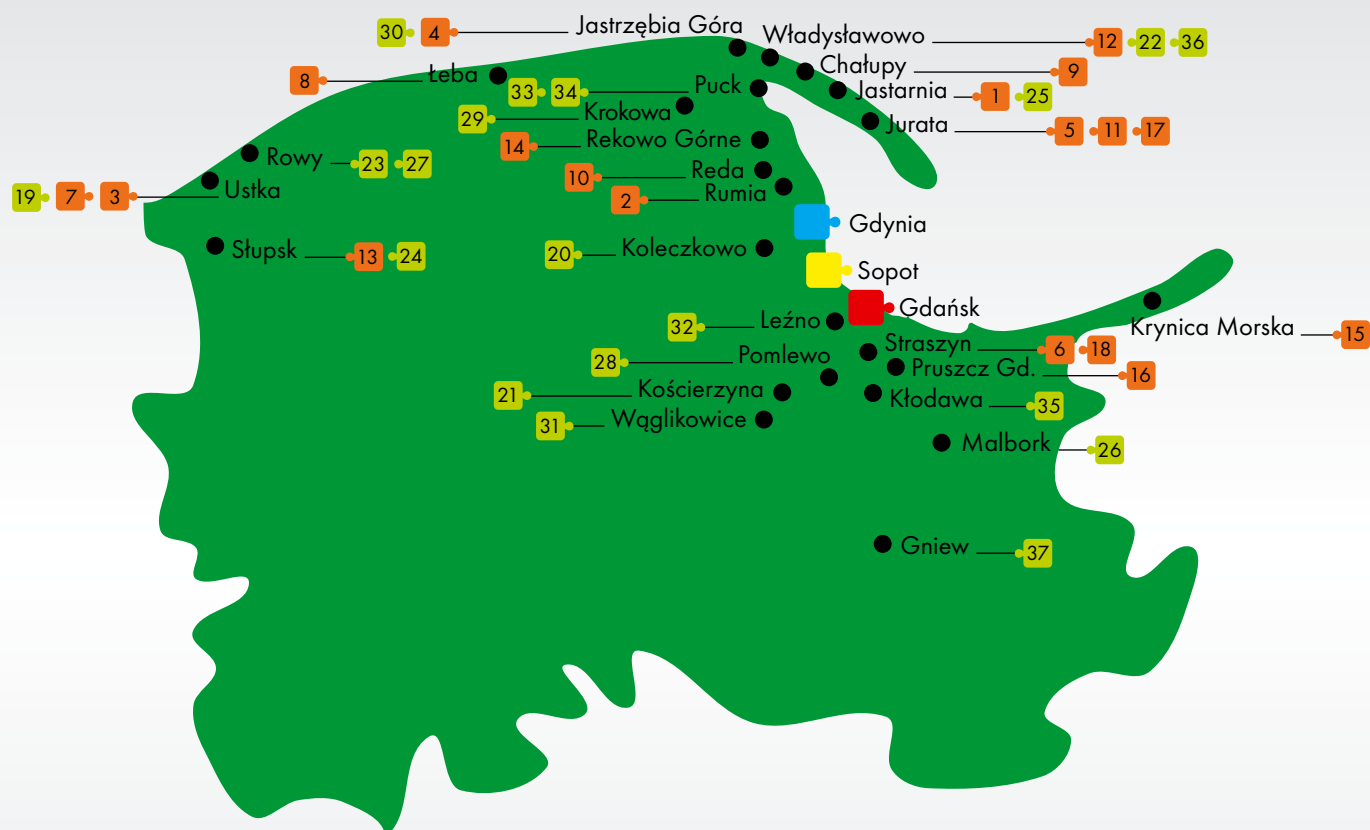 30 4 Jastrzębia Góra
Władysławowo 12 22 36
8 Łeba
Chałupy 9
33 34 Puck
Jastarnia 1 25
29 Krokowa
Jurata 5 11 17
14 Rekowo Górne
Rowy 23 27
10 Reda
19 7 3 Ustka
2 Rumia
Gdynia
Słupsk 13 24
20 Koleczkowo
Sopot
Gdańsk
32 Leźno
Krynica Morska 15
Straszyn 6 18
28 Pomlewo
Pruszcz Gd. 16
21 Kościerzyna
Kłodawa 35
31 Wąglikowice
Malbork 26
Gniew 37